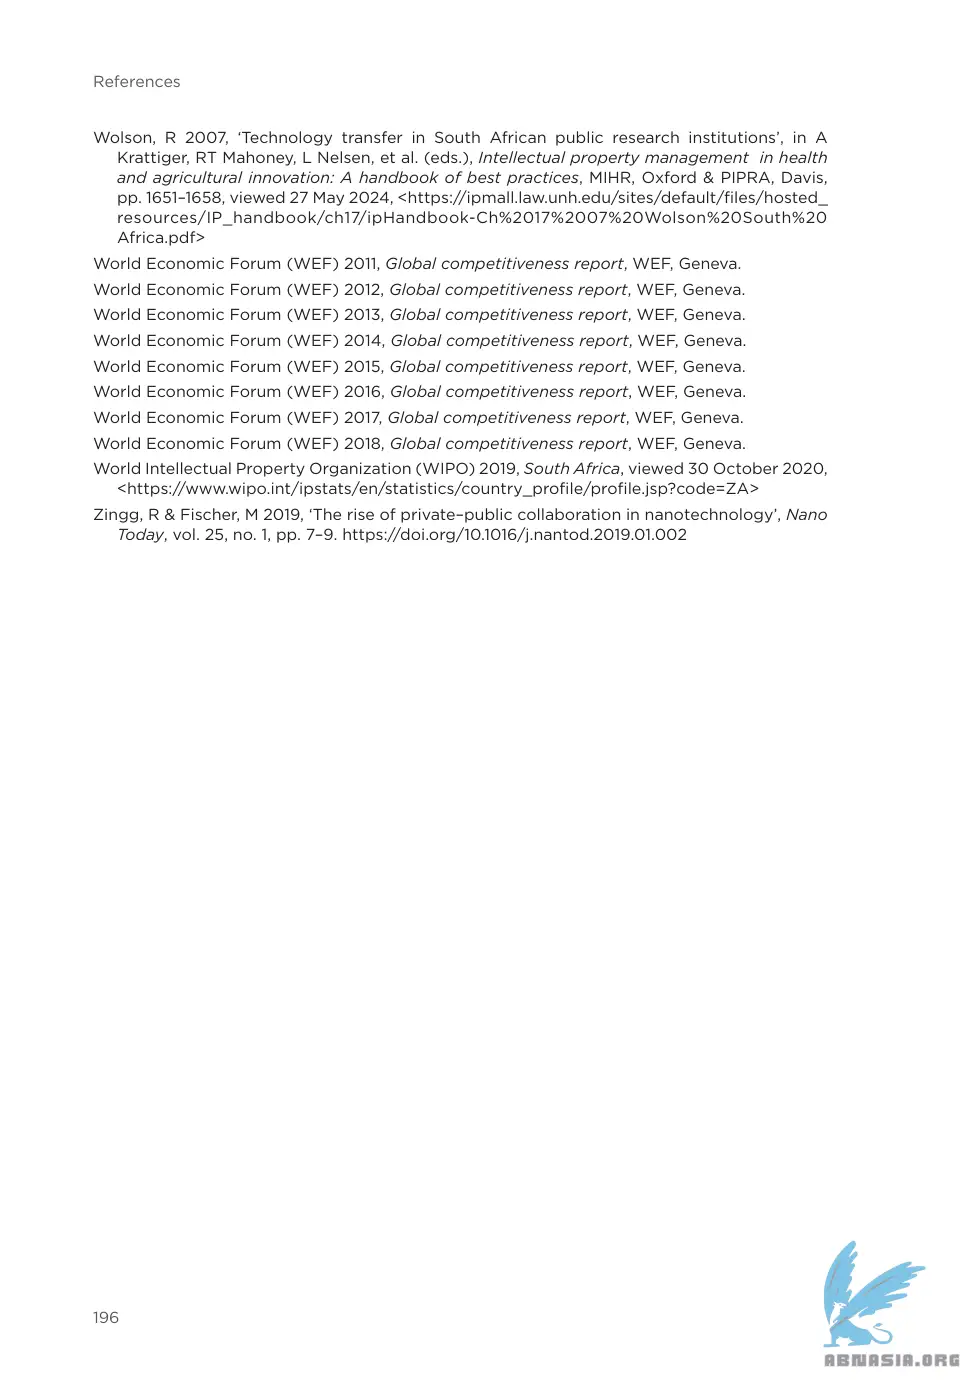 References
Wolson, R 2007, ‘Technology transfer in South African public research institutions’, in A
Krattiger, RT Mahoney, L Nelsen, et al. (eds.), Intellectual property management in health
and agricultural innovation: A handbook of best practices, MIHR, Oxford & PIPRA, Davis,
pp. 1651–1658, viewed 27 May 2024, <https://ipmall.law.unh.edu/sites/default/files/hosted_
resources/IP_handbook/ch17/ipHandbook-Ch%2017%2007%20Wolson%20South%20
Africa.pdf>
World Economic Forum (WEF) 2011, Global competitiveness report, WEF, Geneva.
World Economic Forum (WEF) 2012, Global competitiveness report, WEF, Geneva.
World Economic Forum (WEF) 2013, Global competitiveness report, WEF, Geneva.
World Economic Forum (WEF) 2014, Global competitiveness report, WEF, Geneva.
World Economic Forum (WEF) 2015, Global competitiveness report, WEF, Geneva.
World Economic Forum (WEF) 2016, Global competitiveness report, WEF, Geneva.
World Economic Forum (WEF) 2017, Global competitiveness report, WEF, Geneva.
World Economic Forum (WEF) 2018, Global competitiveness report, WEF, Geneva.
World Intellectual Property Organization (WIPO) 2019, South Africa, viewed 30 October 2020,
<https://www.wipo.int/ipstats/en/statistics/country_profile/profile.jsp?code=ZA>
Zingg, R & Fischer, M 2019, ‘The rise of private–public collaboration in nanotechnology’, Nano
Today, vol. 25, no. 1, pp. 7–9. https://doi.org/10.1016/j.nantod.2019.01.002
196
ABNASIA.ORG